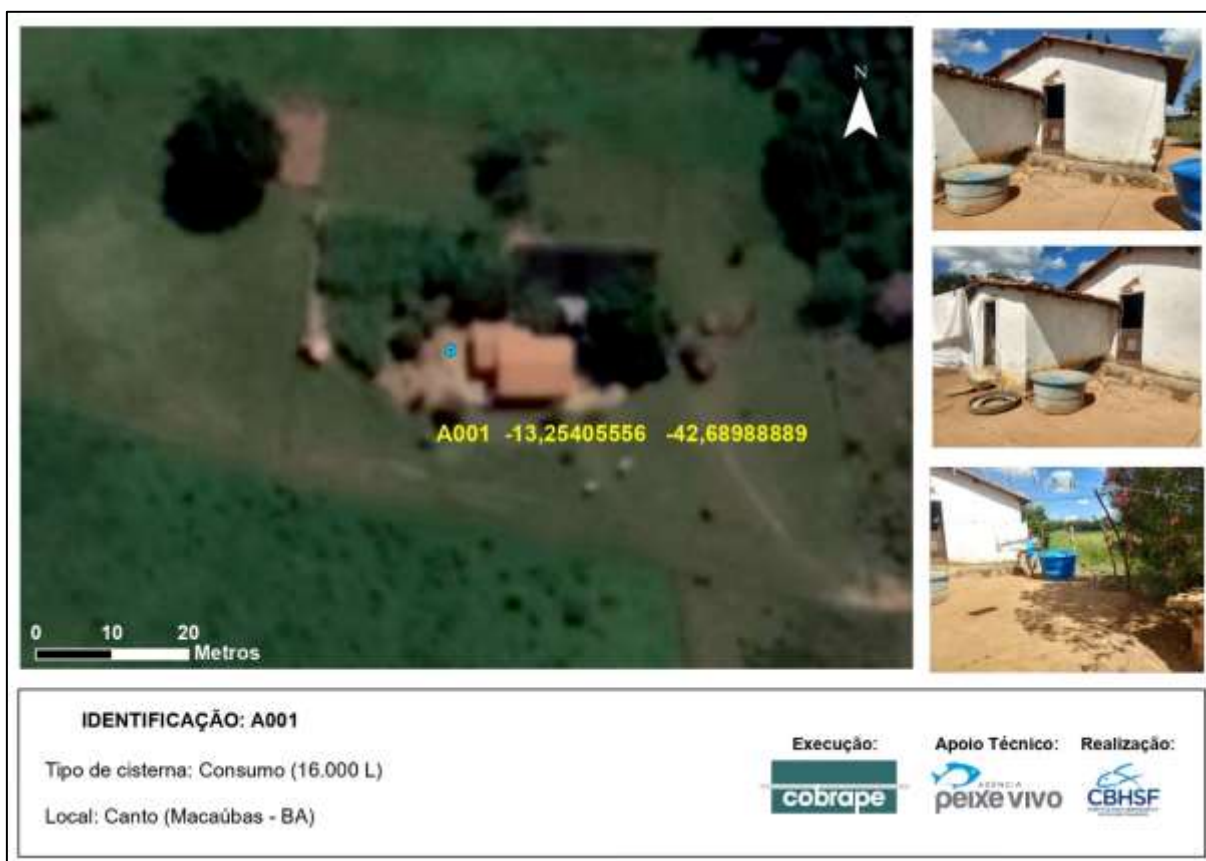 N
A001 -13,25405556 -42,68988889
0 10 20
Metros
IDENTIFICAÇÃO: A001
Tipo de cisterna: Consumo (16.000 L)
Local: Canto (Macaúbas - BA)
Execução: Apoio Técnico: Realização:
cobrape
AGÊNCIA
peixe vivo
CBHSF